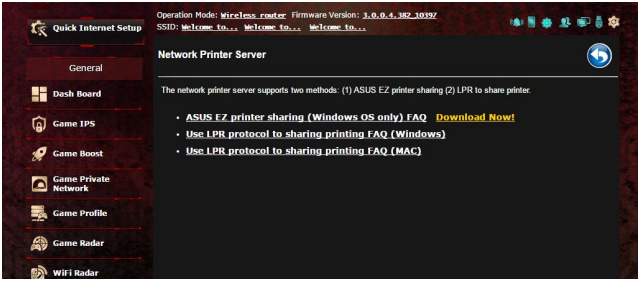 Operation Mode: Wireless router Firmware Version: 3.0.0.4.382_10397
Quick Internet Setup
SSID: Welcome to... Welcome to... Welcome to...
General
Network Printer Server
Dash Board
The network printer server supports two methods: (1) ASUS EZ printer sharing (2) LPR to share printer.
Game IPS
• ASUS EZ printer sharing (Windows OS only) FAQ Download Now!
• Use LPR protocol to sharing printing FAQ (Windows)
• Use LPR protocol to sharing printing FAQ (MAC)
Game Boost
Game Private
Network
Game Profile
Game Radar
WiFi Radar